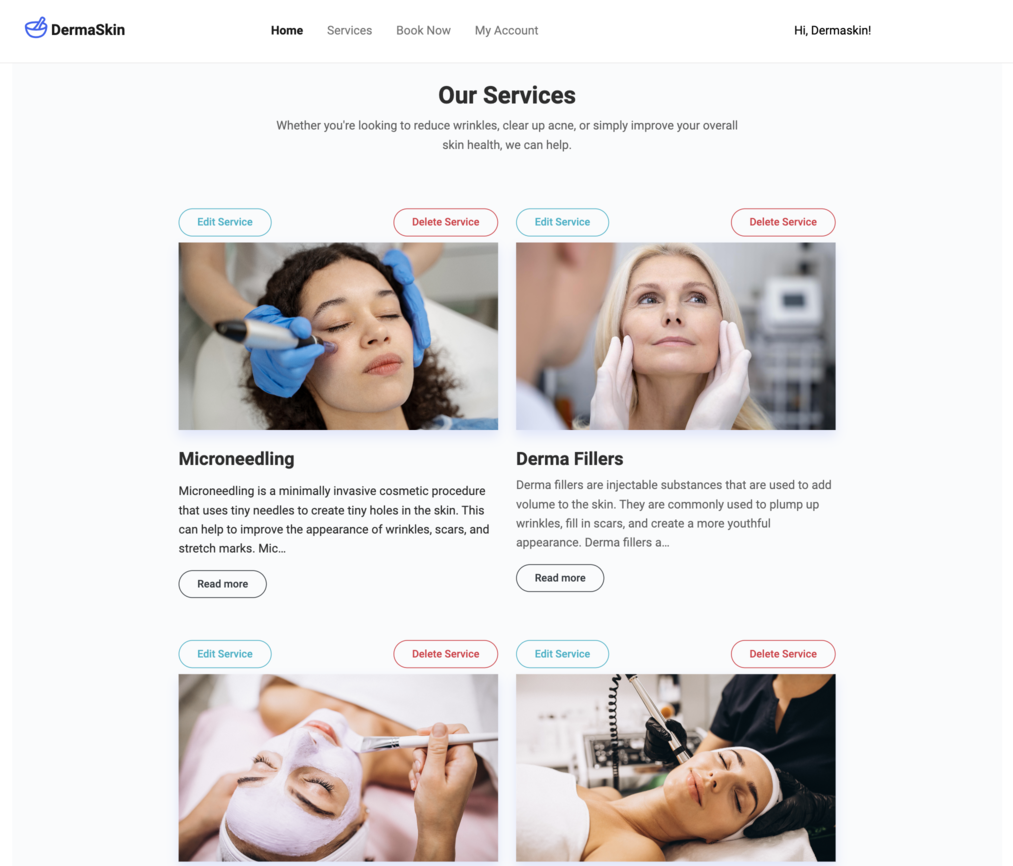 DermaSkin
Home Services Book Now My Account
Hi, Dermaskin!
Our Services
Whether you're looking to reduce wrinkles, clear up acne, or simply improve your overall
skin health, we can help.
Edit Service Delete Service
Edit Service Delete Service
Microneedling
Microneedling is a minimally invasive cosmetic procedure
that uses tiny needles to create tiny holes in the skin. This
can help to improve the appearance of wrinkles, scars, and
stretch marks. Mic...
Read more
Derma Fillers
Derma fillers are injectable substances that are used to add
volume to the skin. They are commonly used to plump up
wrinkles, fill in scars, and create a more youthful
appearance. Derma fillers a...
Read more
Edit Service Delete Service
Edit Service Delete Service